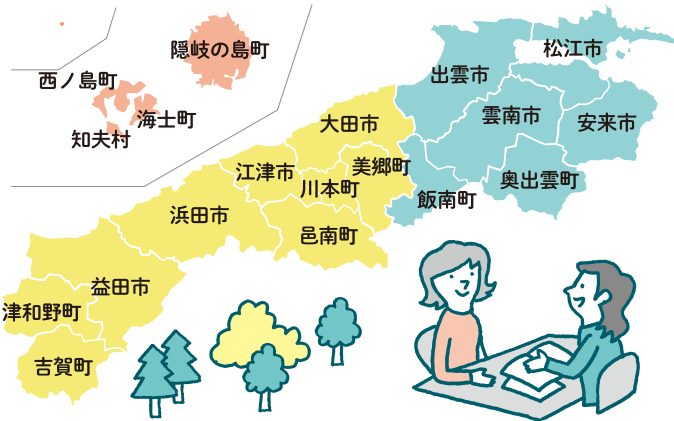 隠岐の島町
西ノ島町
海士町
知夫村
松江市
出雲市
雲南市
安来市
奥出雲町
飯南町
大田市
美郷町
江津市
川本町
邑南町
浜田市
益田市
津和野町
吉賀町